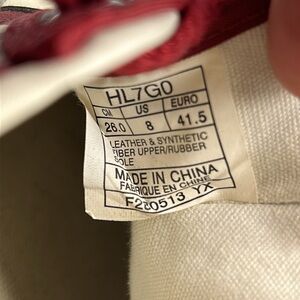 HL7G0
CM US EURO
26.0 8 41.5
LEATHER & SYNTHETIC
FIBER UPPER/RUBBER
SOLE
MADE IN CHINA
FABRIQUE EN CHINE
YX